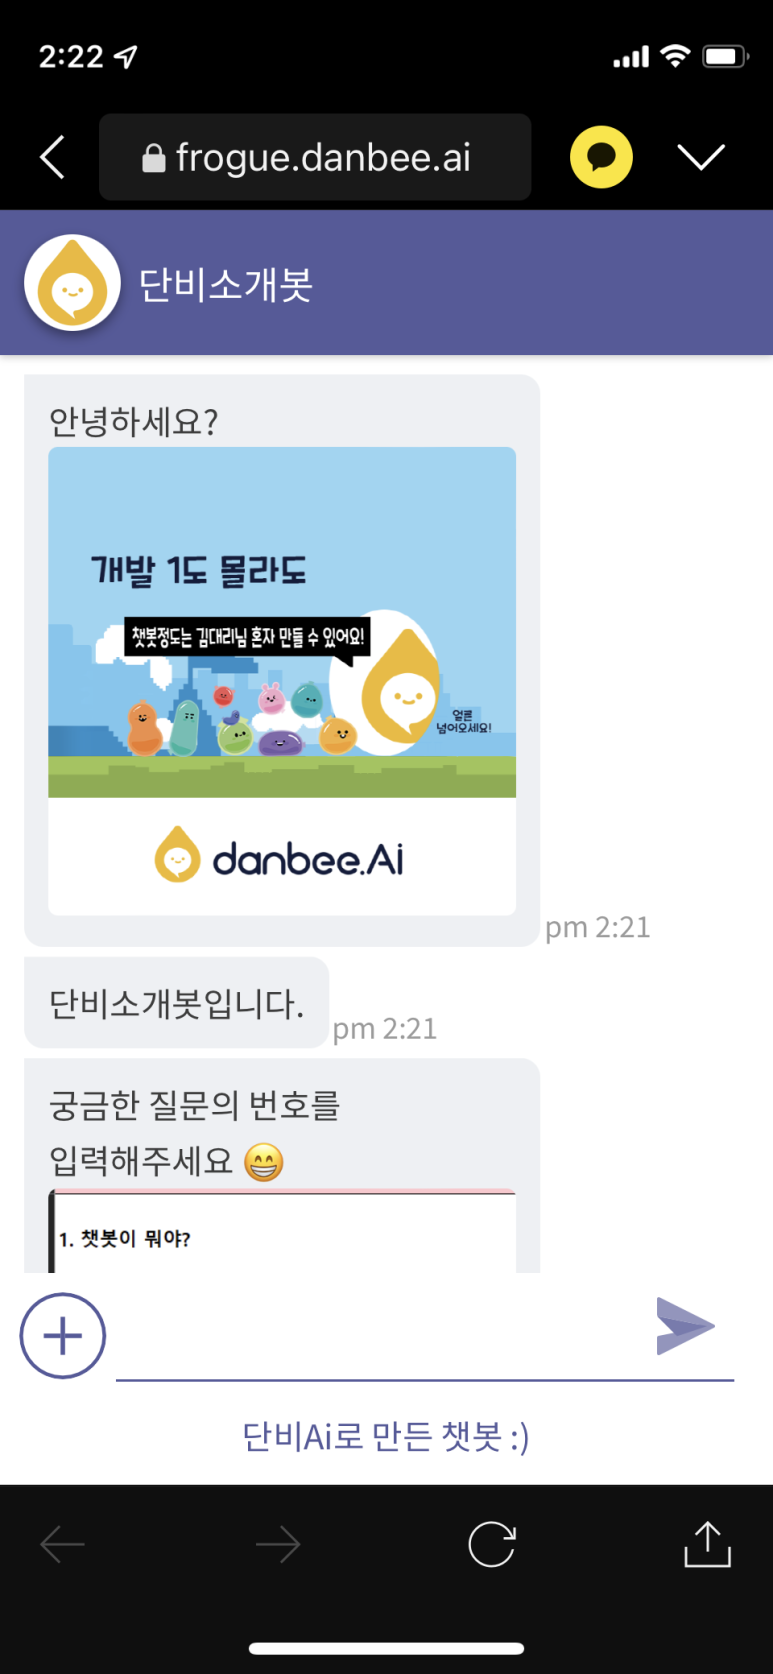 2:22
frogue.danbee.ai
단비소개봇
안녕하세요?
개발 1도 몰라도
챗봇정도는 김대리님 혼자 만들 수 있어요!
얼른
넘어오세요!
danbee.Ai
pm 2:21
단비소개봇입니다.
pm 2:21
궁금한 질문의 번호를
입력해주세요 😁
1. 챗봇이 뭐야?
단비Ai로 만든 챗봇 :)